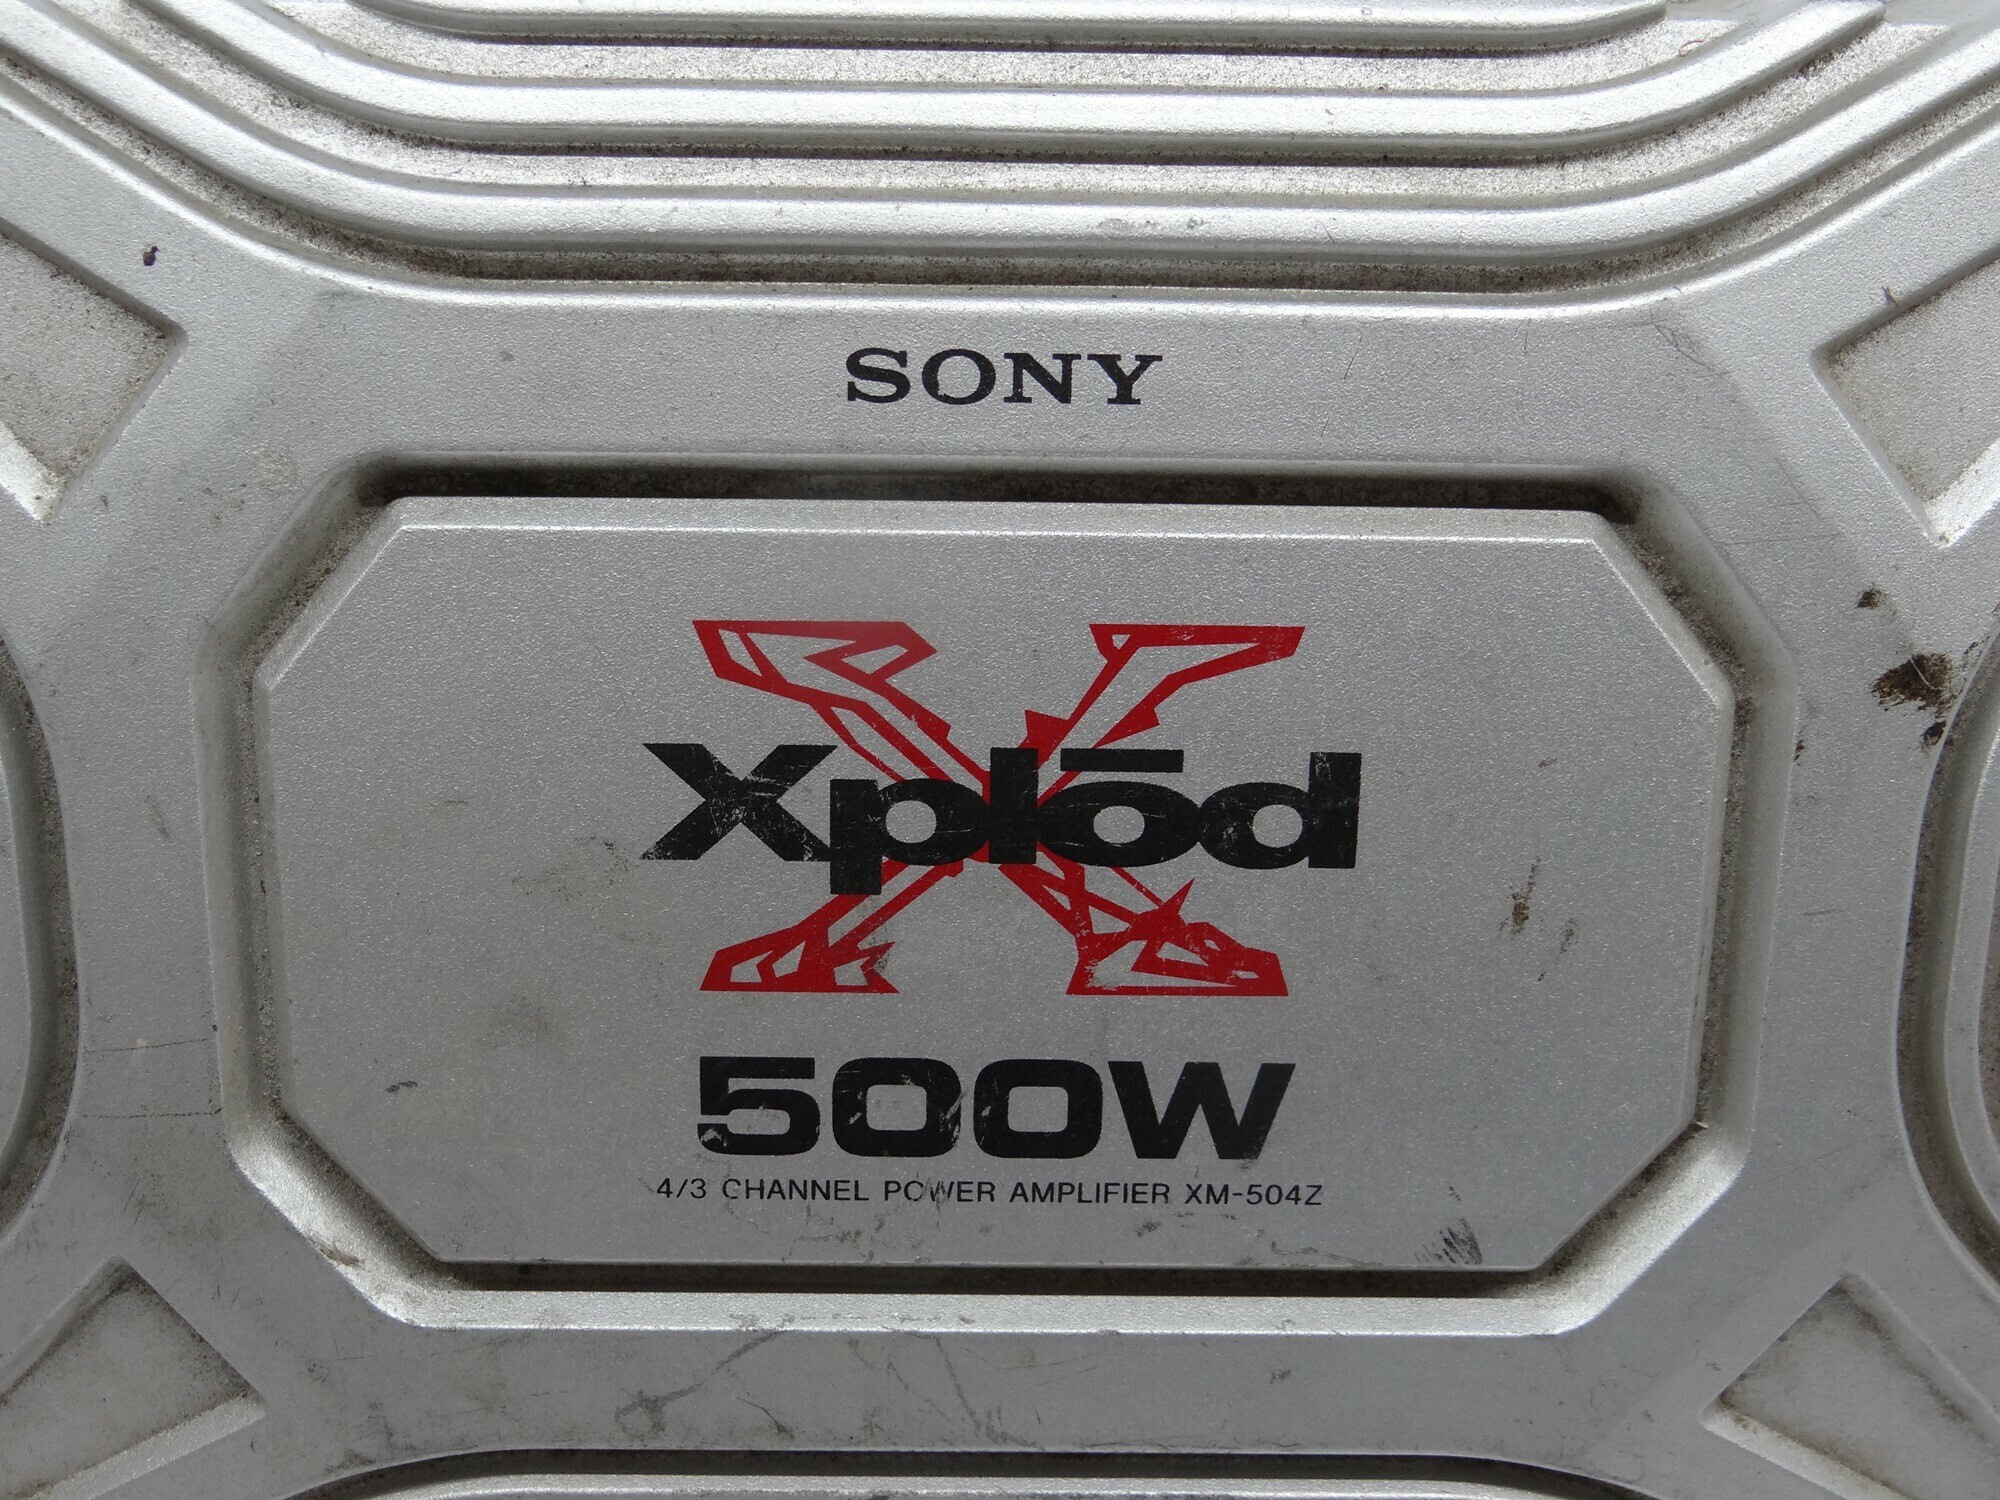 SONY
Xplōd
500W
4/3 CHANNEL POWER AMPLIFIER XM-504Z